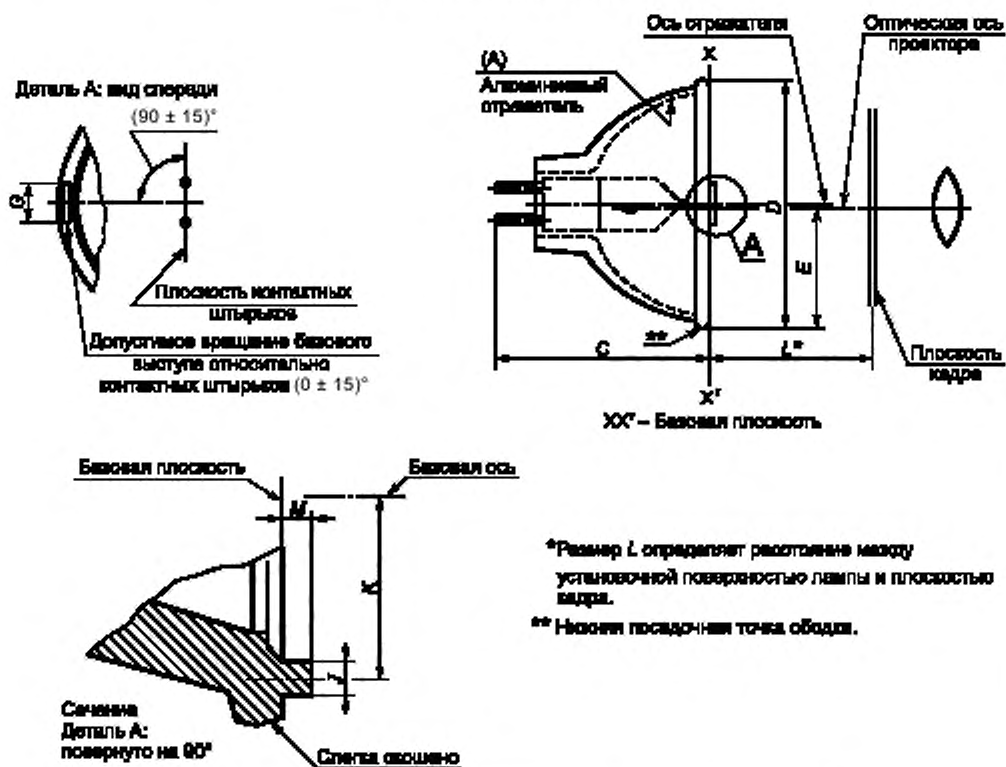 Ось отражателя
Оптическая ось
проектора
X
(A)
Алюминиевый
отражатель
Деталь А: вид спереди
(90 ± 15)°
G
D
E
A
Плоскость контактных
штырьков
**
C
L*
Плоскость
кадра
Допустимое вращение базового
выступа относительно
контактных штырьков (0 ± 15)°
X'
XX' – Базовая плоскость
Базовая плоскость
Базовая ось
M
K
J
*Размер L определяет расстояние между
установочной поверхностью лампы и плоскостью
кадра.
** Нижняя посадочная точка ободка.
Сечение
Деталь А:
повернуто на 90°
Слегка скошено